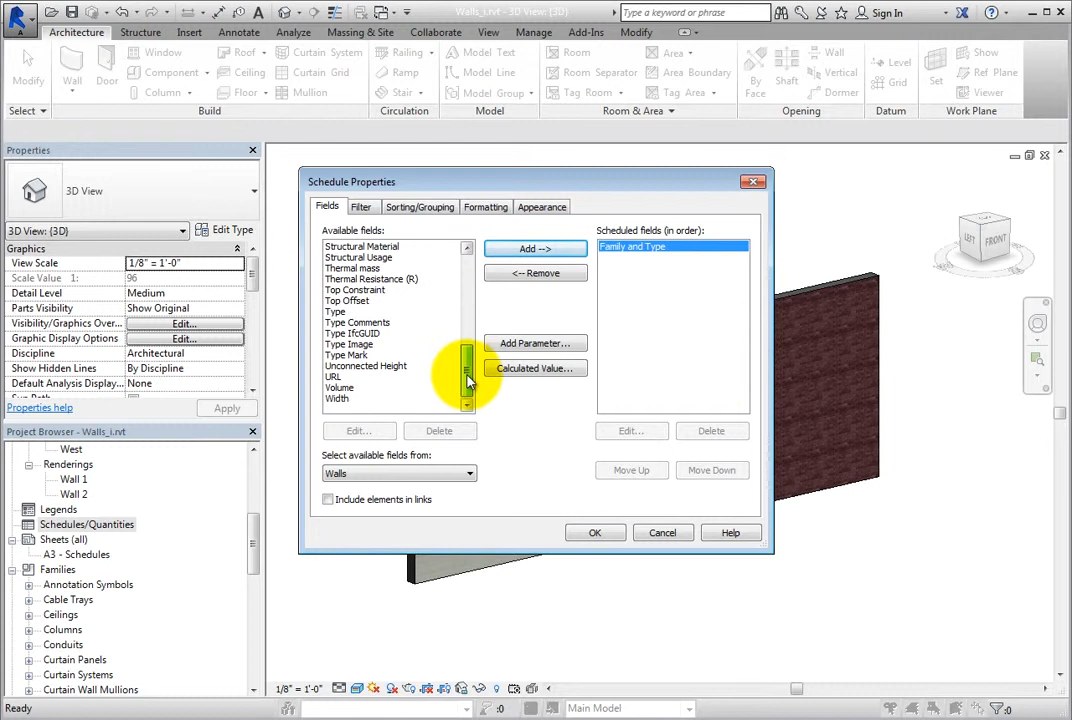 Walls_i.rvt - 3D View: {3D}
Type a keyword or phrase
Sign In
Architecture Structure Insert Annotate Analyze Massing & Site Collaborate View Manage Add-Ins Modify
Modify
Wall
Door
Window
Component
Column
Roof
Ceiling
Floor
Curtain System
Curtain Grid
Mullion
Railing
Ramp
Stair
Model Text
Model Line
Model Group
Room
Room Separator
Tag Room
Area
Area Boundary
Tag Area
By
Face
Shaft
Wall
Vertical
Dormer
Level
Grid
Set
Show
Ref Plane
Viewer
Select Build Circulation Model Room & Area Opening Datum Work Plane
Properties
3D View
3D View: {3D}
Edit Type
Graphics
View Scale 1/8" = 1'-0"
Scale Value 1: 96
Detail Level Medium
Parts Visibility Show Original
Visibility/Graphics Over... Edit...
Graphic Display Options Edit...
Discipline Architectural
Show Hidden Lines By Discipline
Default Analysis Display... None
Properties help
Apply
Project Browser - Walls_i.rvt
West
Renderings
Wall 1
Wall 2
Legends
Schedules/Quantities
Sheets (all)
A3 - Schedules
Families
Annotation Symbols
Cable Trays
Ceilings
Columns
Conduits
Curtain Panels
Curtain Systems
Curtain Wall Mullions
Schedule Properties
Fields Filter Sorting/Grouping Formatting Appearance
Available fields:
Structural Material
Structural Usage
Thermal mass
Thermal Resistance (R)
Top Constraint
Top Offset
Type
Type Comments
Type IfcGUID
Type Image
Type Mark
Unconnected Height
URL
Volume
Width
Add -->
<-- Remove
Add Parameter...
Calculated Value...
Scheduled fields (in order):
Family and Type
Edit... Delete
Edit... Delete
Select available fields from:
Walls
Move Up Move Down
Include elements in links
OK Cancel Help
LEFT FRONT
1/8" = 1'-0"
Ready
:0
Main Model
:0